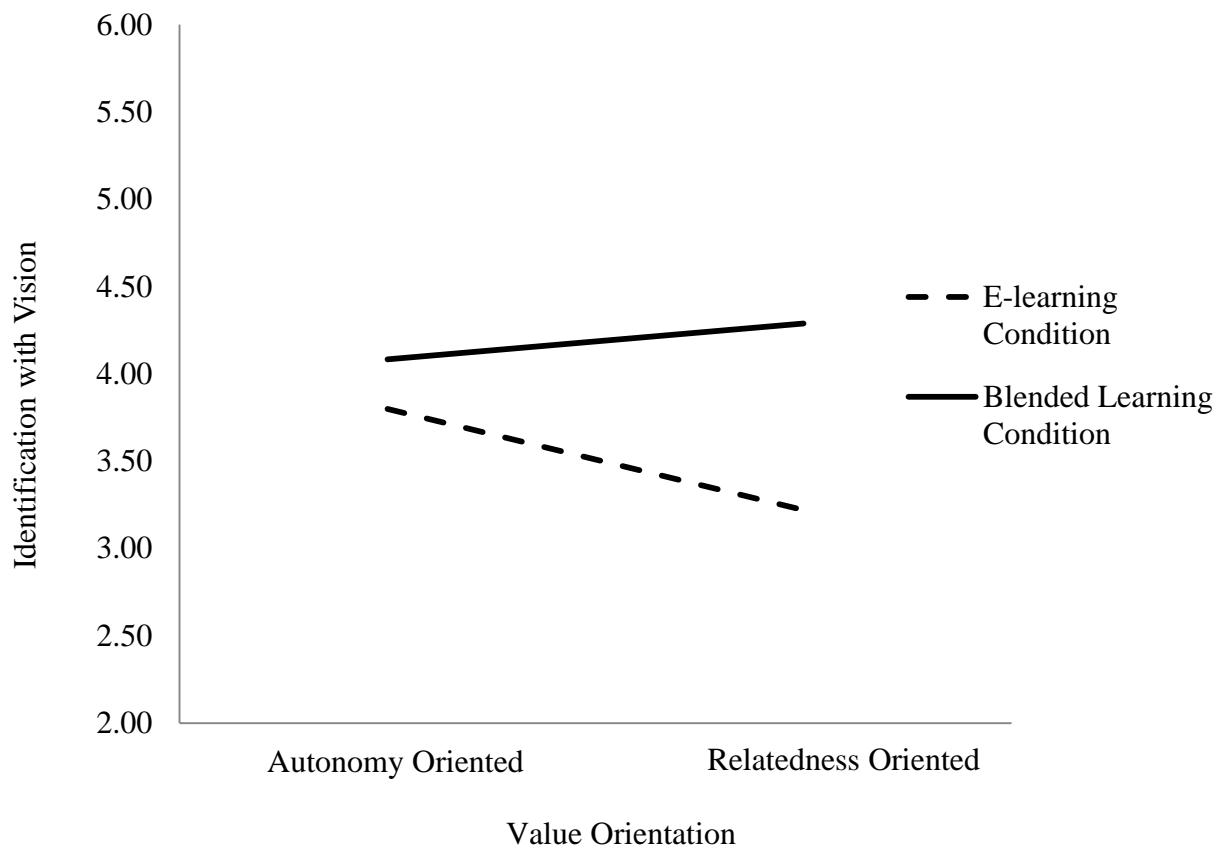 6.00
5.50
5.00
4.50
4.00
3.50
3.00
2.50
2.00
Identification with Vision
Autonomy Oriented
Relatedness Oriented
Value Orientation
E-learning
Condition
Blended Learning
Condition